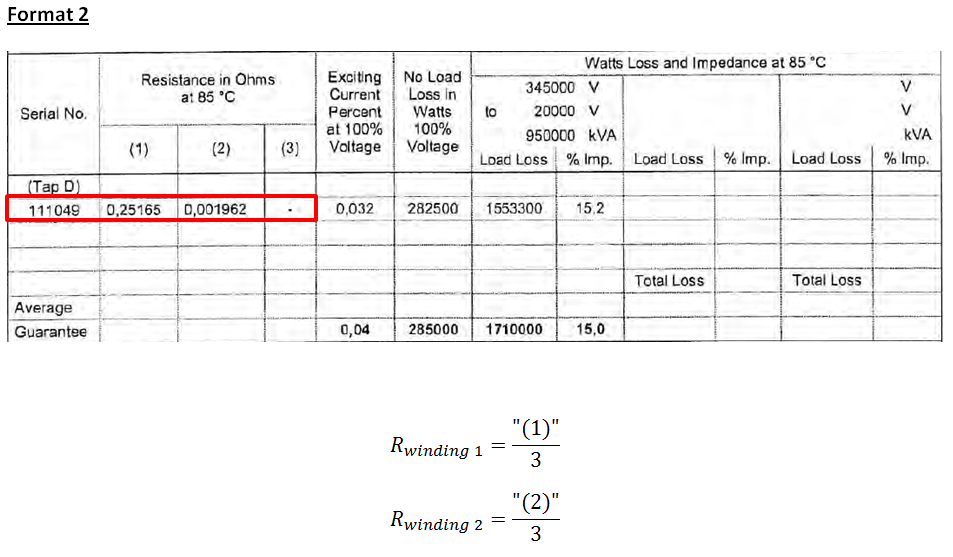 Format 2
Serial No.
Resistance in Ohms
at 85 °C
(1) (2) (3)
Exciting
Current
Percent
at 100%
Voltage
No Load
Loss in
Watts
100%
Voltage
Watts Loss and Impedance at 85 °C
345000 V
to 20000 V
950000 kVA
Load Loss % Imp.
Load Loss % Imp.
V
V
kVA
Load Loss % Imp.
(Tap D)
111049 0,25165 0,001962 - 0,032 282500 1553300 15,2
Total Loss Total Loss
Average
Guarantee 0,04 285000 1710000 15,0
R winding 1 = "(1)" / 3
R winding 2 = "(2)" / 3